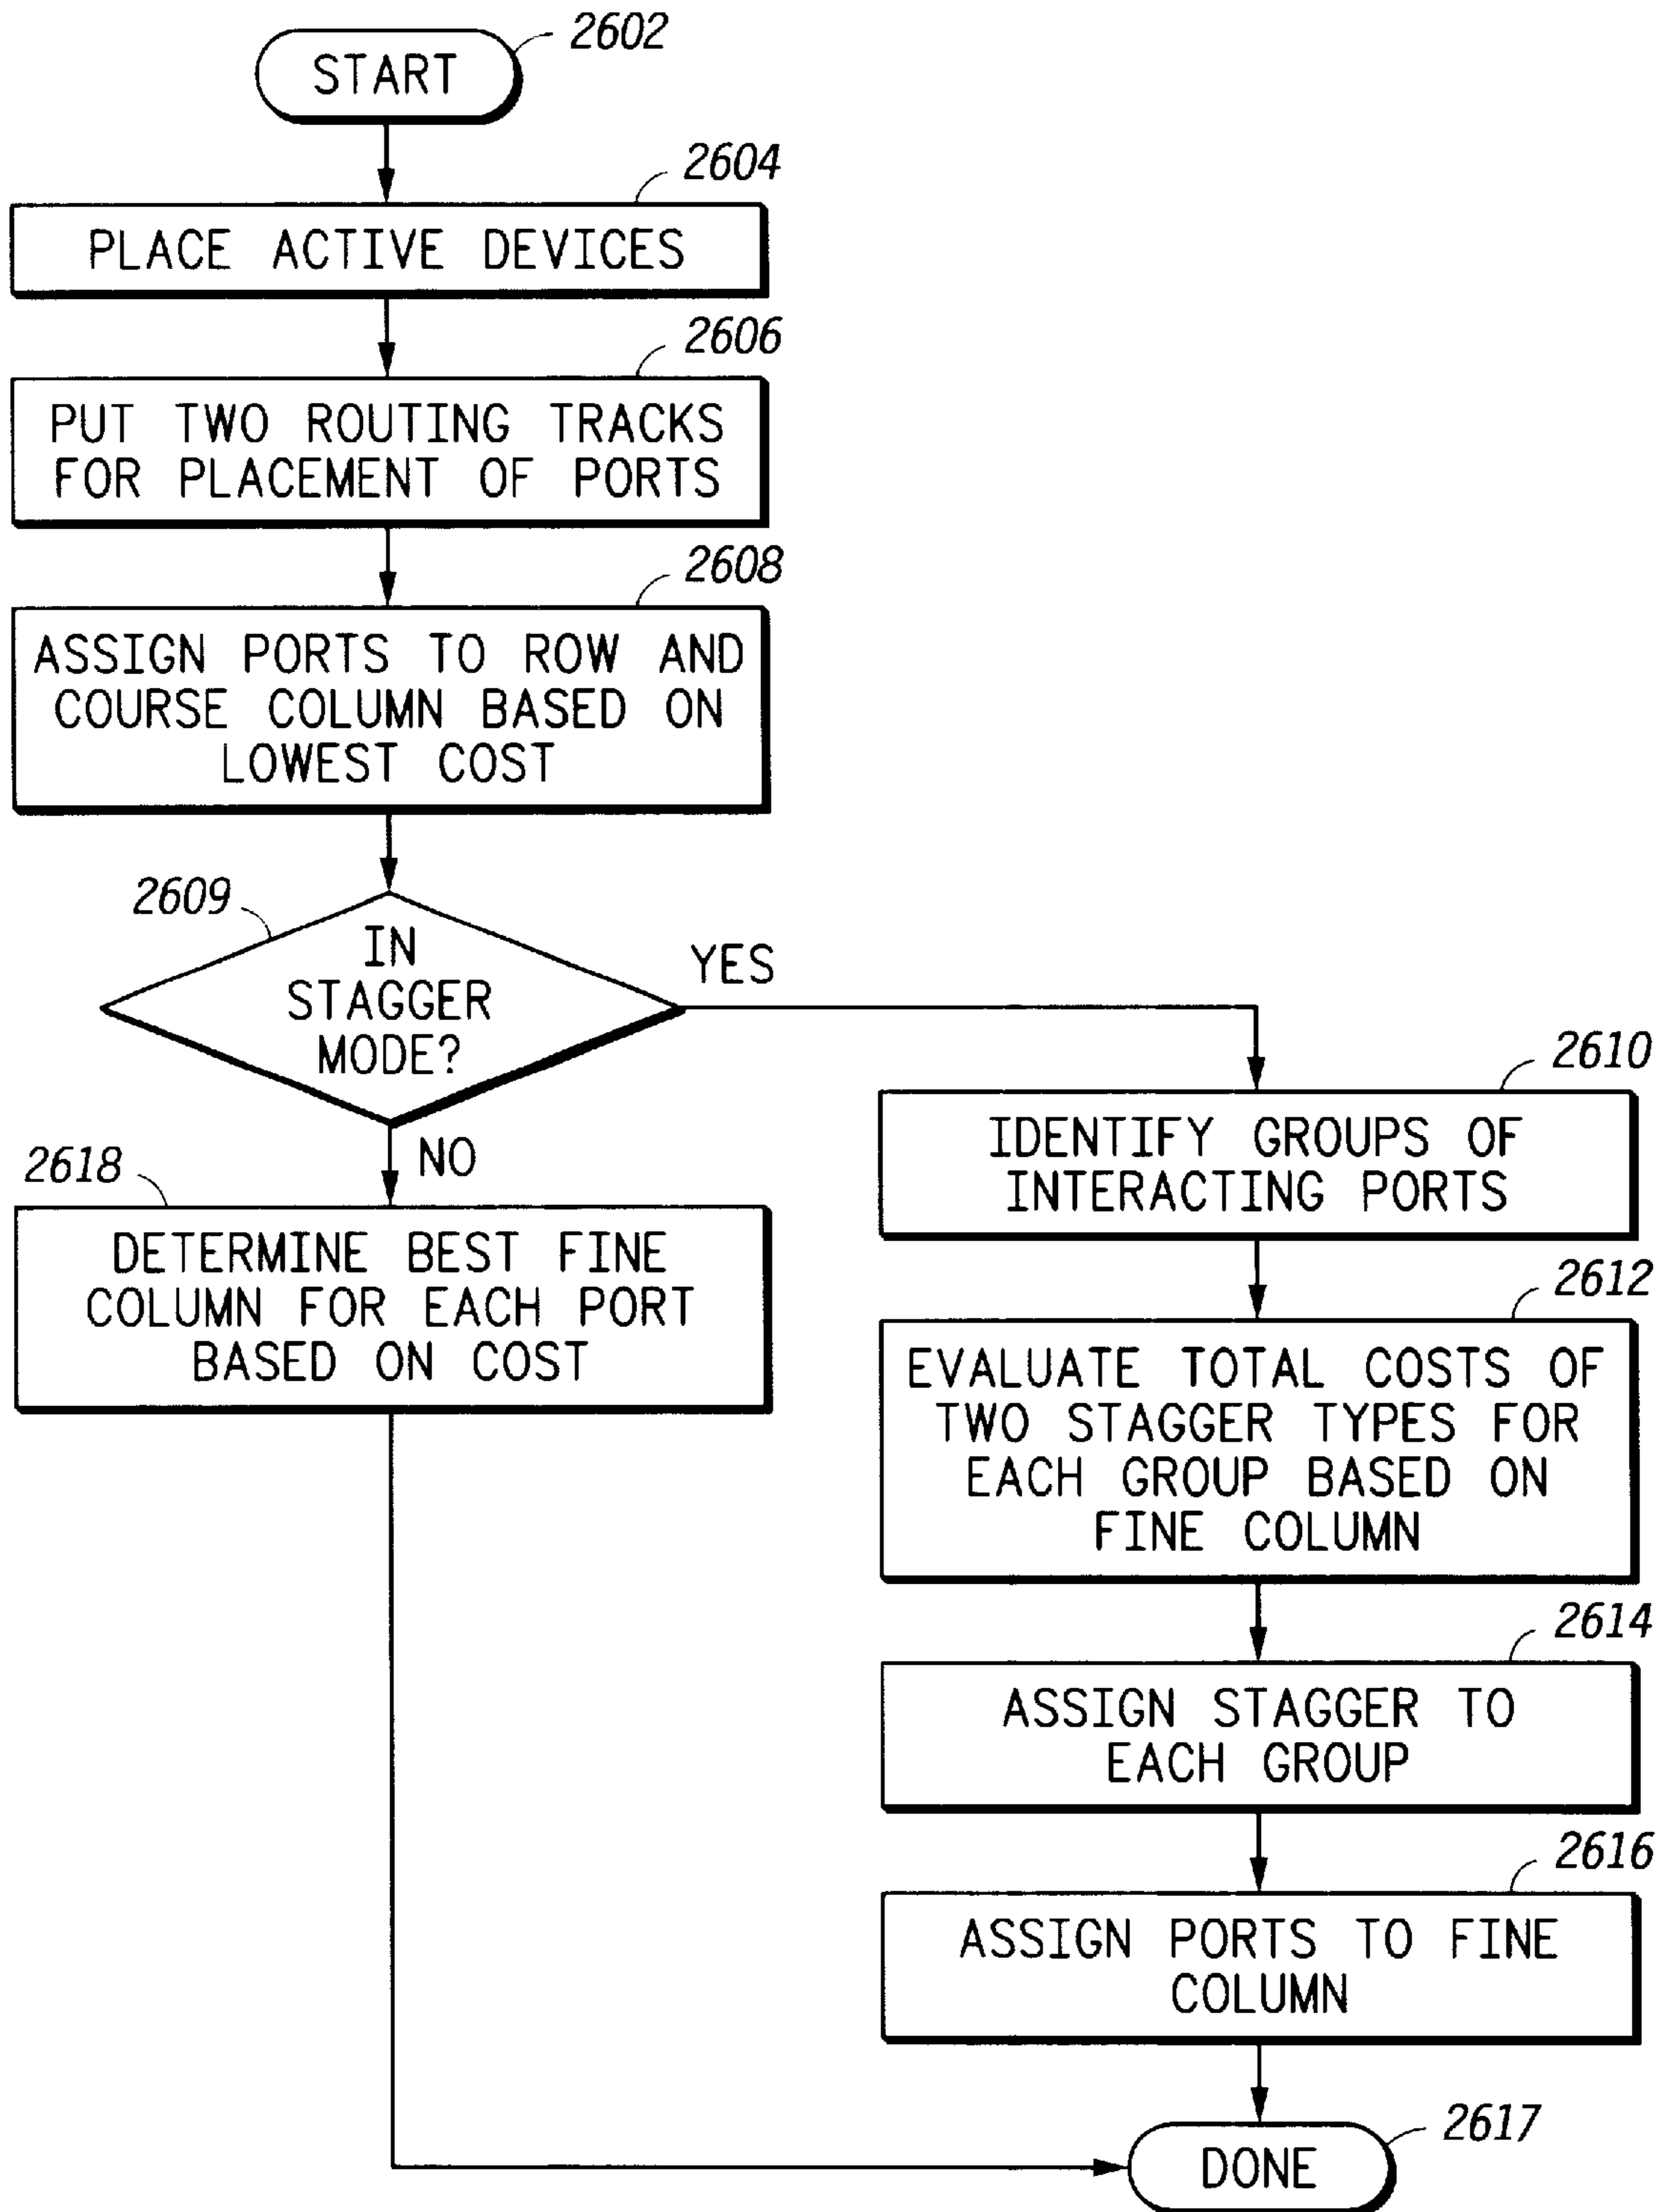 2602
START
2604
PLACE ACTIVE DEVICES
2606
PUT TWO ROUTING TRACKS
FOR PLACEMENT OF PORTS
2608
ASSIGN PORTS TO ROW AND
COURSE COLUMN BASED ON
LOWEST COST
2609
IN
STAGGER
MODE?
YES
NO
2618
DETERMINE BEST FINE
COLUMN FOR EACH PORT
BASED ON COST
2610
IDENTIFY GROUPS OF
INTERACTING PORTS
2612
EVALUATE TOTAL COSTS OF
TWO STAGGER TYPES FOR
EACH GROUP BASED ON
FINE COLUMN
2614
ASSIGN STAGGER TO
EACH GROUP
2616
ASSIGN PORTS TO FINE
COLUMN
2617
DONE